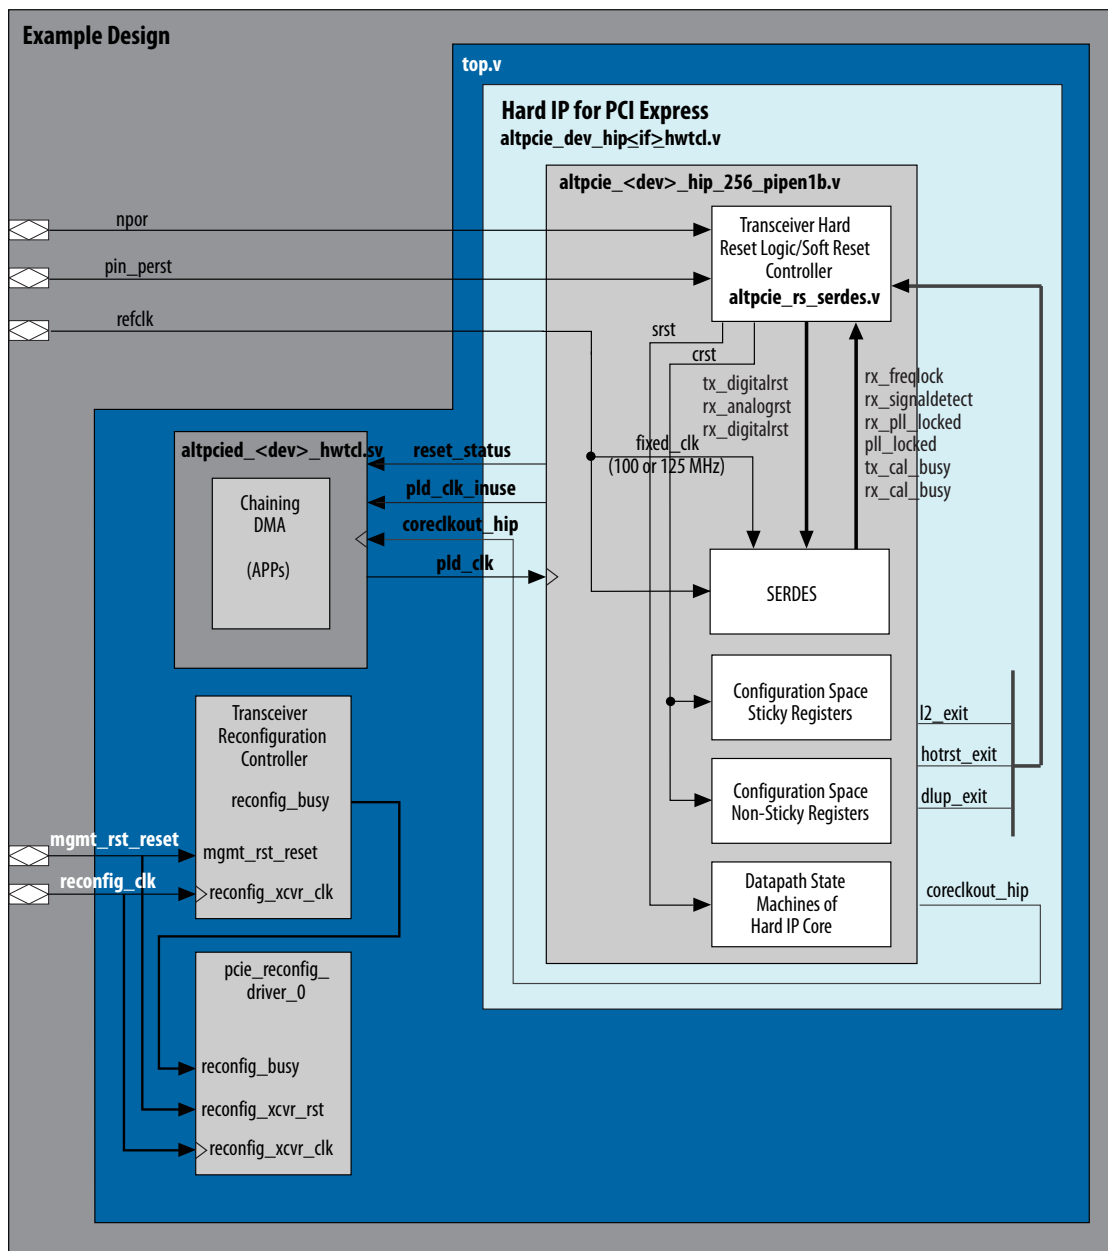 Example Design
top.v
Hard IP for PCI Express
altpcie_dev_hip<if>hwtcl.v
altpcie_<dev>_hip_256_pipen1b.v
npor
pin_perst
refclk
Transceiver Hard
Reset Logic/Soft Reset
Controller
altpcie_rs_serdes.v
srst
crst
tx_digitalrst
rx_analogrst
rx_digitalrst
rx_freqlock
rx_signaldetect
rx_pll_locked
pll_locked
tx_cal_busy
rx_cal_busy
fixed_clk
(100 or 125 MHz)
altpcied_<dev>_hwtcl.sv
Chaining
DMA
(APPs)
reset_status
pld_clk_inuse
coreclkout_hip
pld_clk
SERDES
Configuration Space
Sticky Registers
Configuration Space
Non-Sticky Registers
Datapath State
Machines of
Hard IP Core
l2_exit
hotrst_exit
dlup_exit
coreclkout_hip
Transceiver
Reconfiguration
Controller
reconfig_busy
mgmt_rst_reset
mgmt_rst_reset
reconfig_clk
reconfig_xcvr_clk
pcie_reconfig_
driver_0
reconfig_busy
reconfig_xcvr_rst
reconfig_xcvr_clk